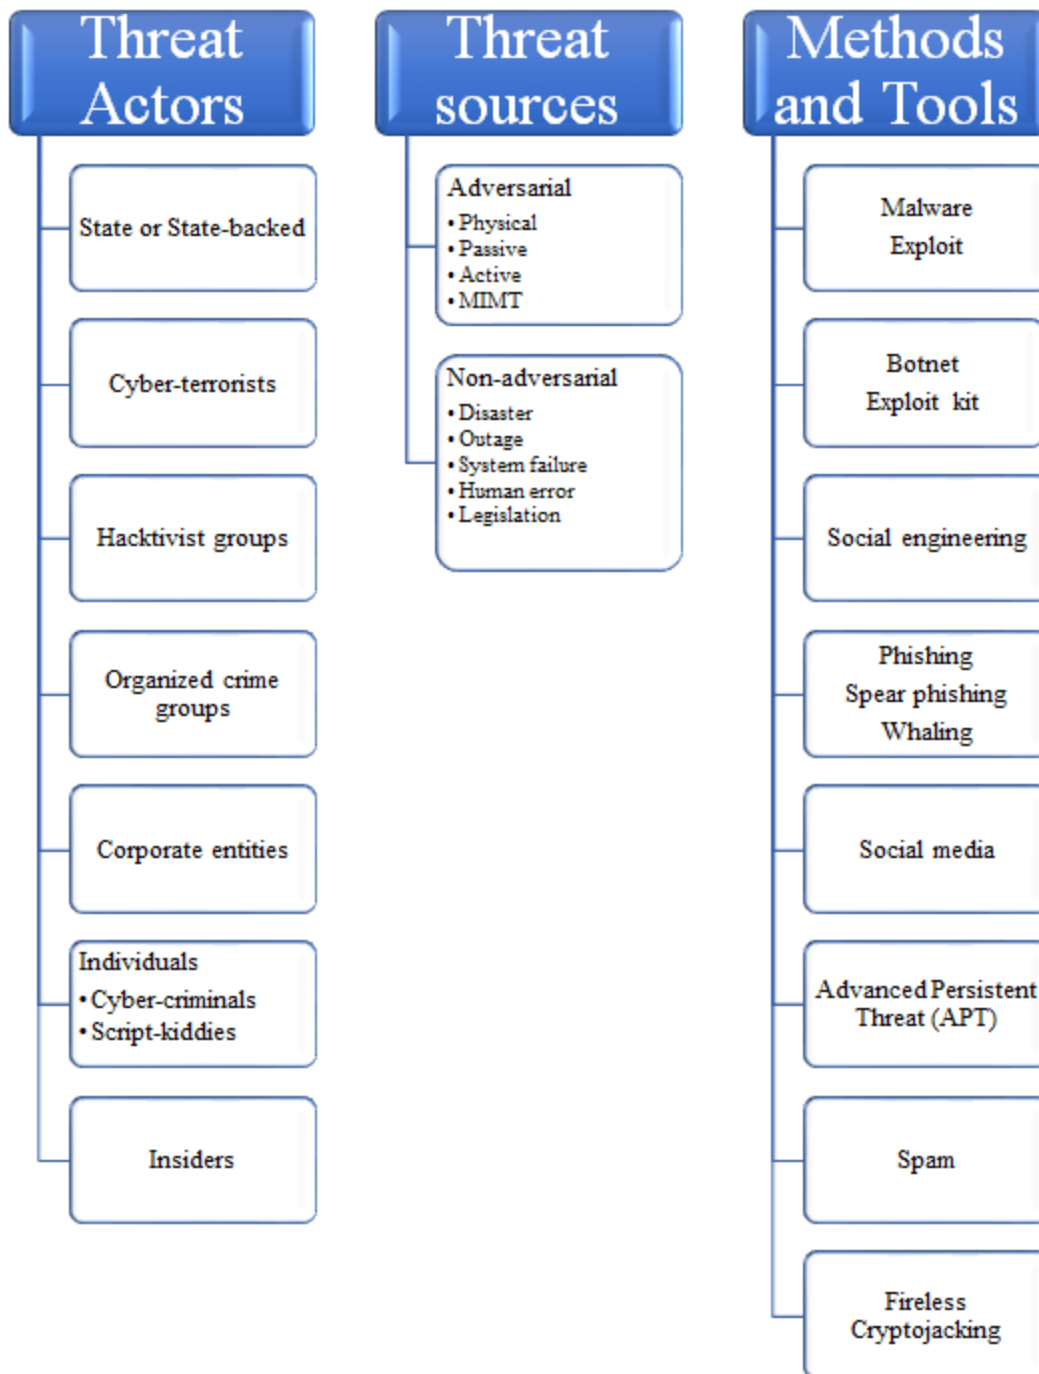 Threat
Actors
State or State-backed
Cyber-terrorists
Hacktivist groups
Organized crime
groups
Corporate entities
Individuals
• Cyber-criminals
• Script-kiddies
Insiders
Threat
sources
Adversarial
• Physical
• Passive
• Active
• MIMT
Non-adversarial
• Disaster
• Outage
• System failure
• Human error
• Legislation
Methods
and Tools
Malware
Exploit
Botnet
Exploit kit
Social engineering
Phishing
Spear phishing
Whaling
Social media
Advanced Persistent
Threat (APT)
Spam
Fireless
Cryptojacking